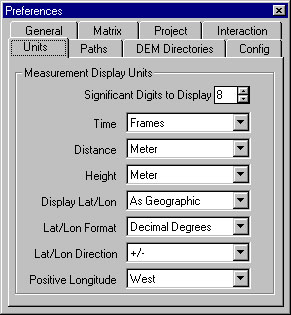 Preferences
General Matrix Project Interaction
Units Paths DEM Directories Config
Measurement Display Units
Significant Digits to Display 8
Time Frames
Distance Meter
Height Meter
Display Lat/Lon As Geographic
Lat/Lon Format Decimal Degrees
Lat/Lon Direction +/-
Positive Longitude West